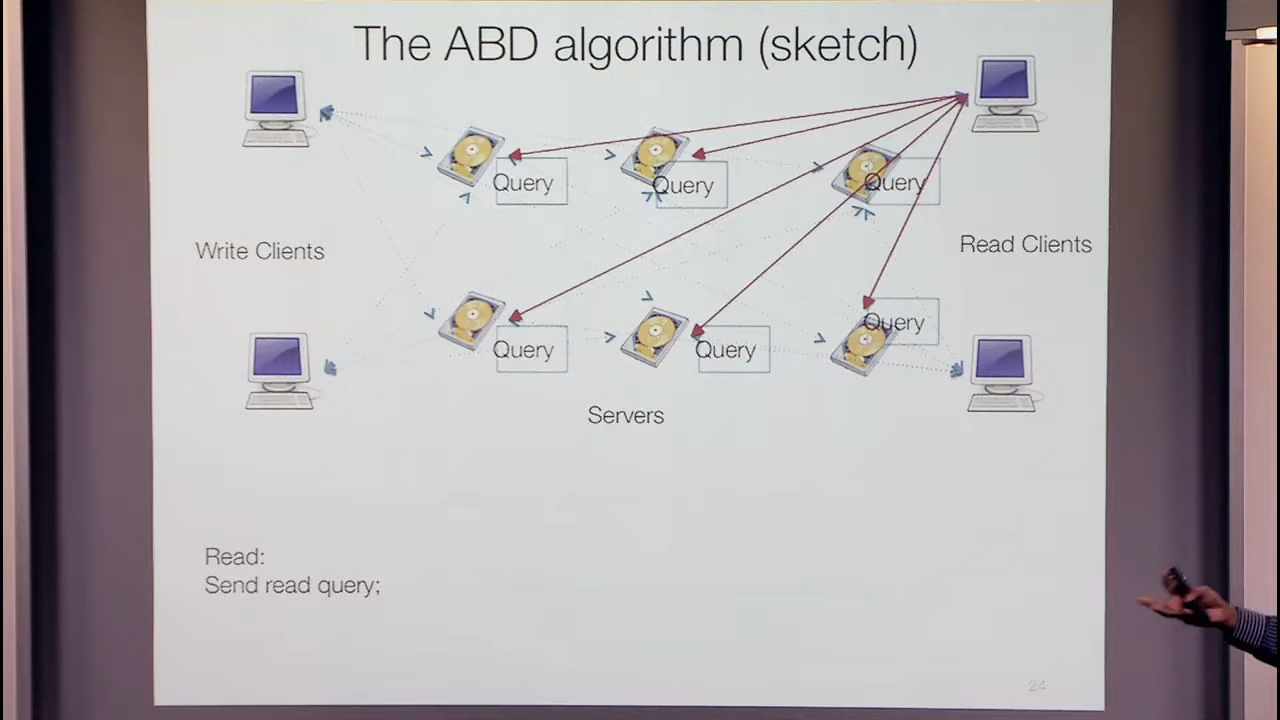 The ABD algorithm (sketch)
Query
Query
Query
Write Clients
Read Clients
Query
Query
Query
Servers
Read:
Send read query;
24